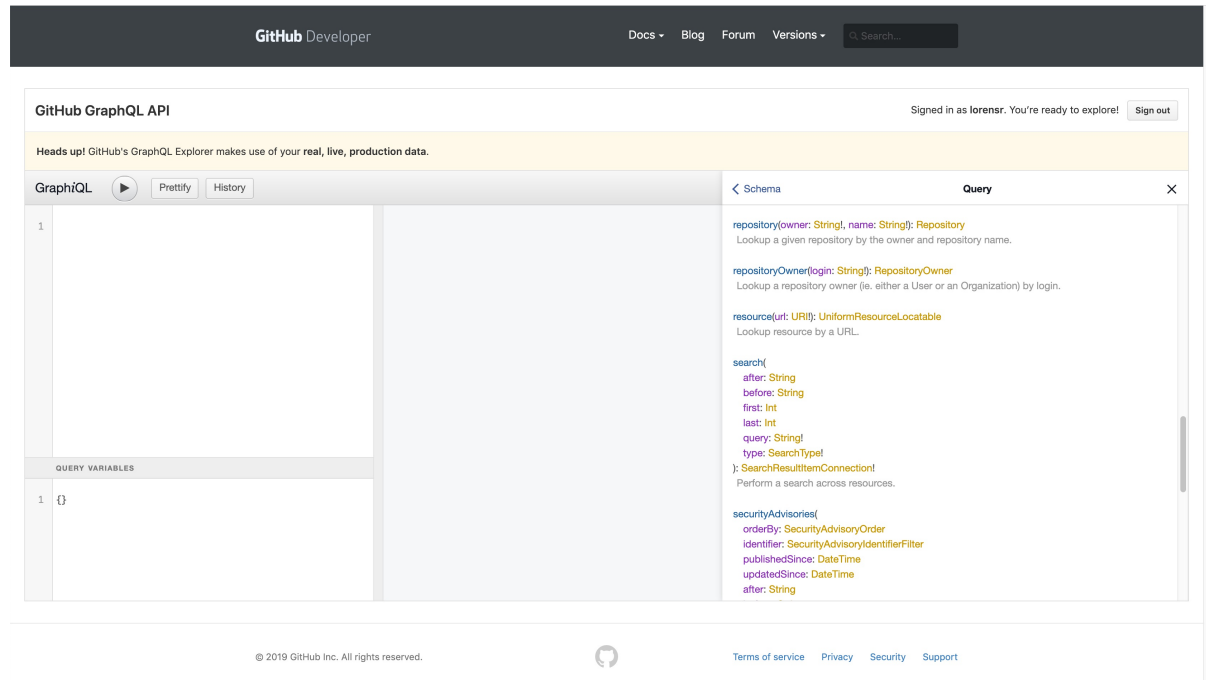 GitHub Developer
Docs Blog Forum Versions Search...
GitHub GraphQL API
Signed in as lorensr. You're ready to explore! Sign out
Heads up! GitHub's GraphQL Explorer makes use of your real, live, production data.
GraphiQL Prettify History
Schema Query
1
QUERY VARIABLES
1 {}
repository(owner: String!, name: String!): Repository
Lookup a given repository by the owner and repository name.
repositoryOwner(login: String!): RepositoryOwner
Lookup a repository owner (ie. either a User or an Organization) by login.
resource(url: URI!): UniformResourceLocatable
Lookup resource by a URL.
search(
after: String
before: String
first: Int
last: Int
query: String!
type: SearchType!
): SearchResultItemConnection!
Perform a search across resources.
securityAdvisories(
orderBy: SecurityAdvisoryOrder
identifier: SecurityAdvisoryIdentifierFilter
publishedSince: DateTime
updatedSince: DateTime
after: String
© 2019 GitHub Inc. All rights reserved.
Terms of service Privacy Security Support